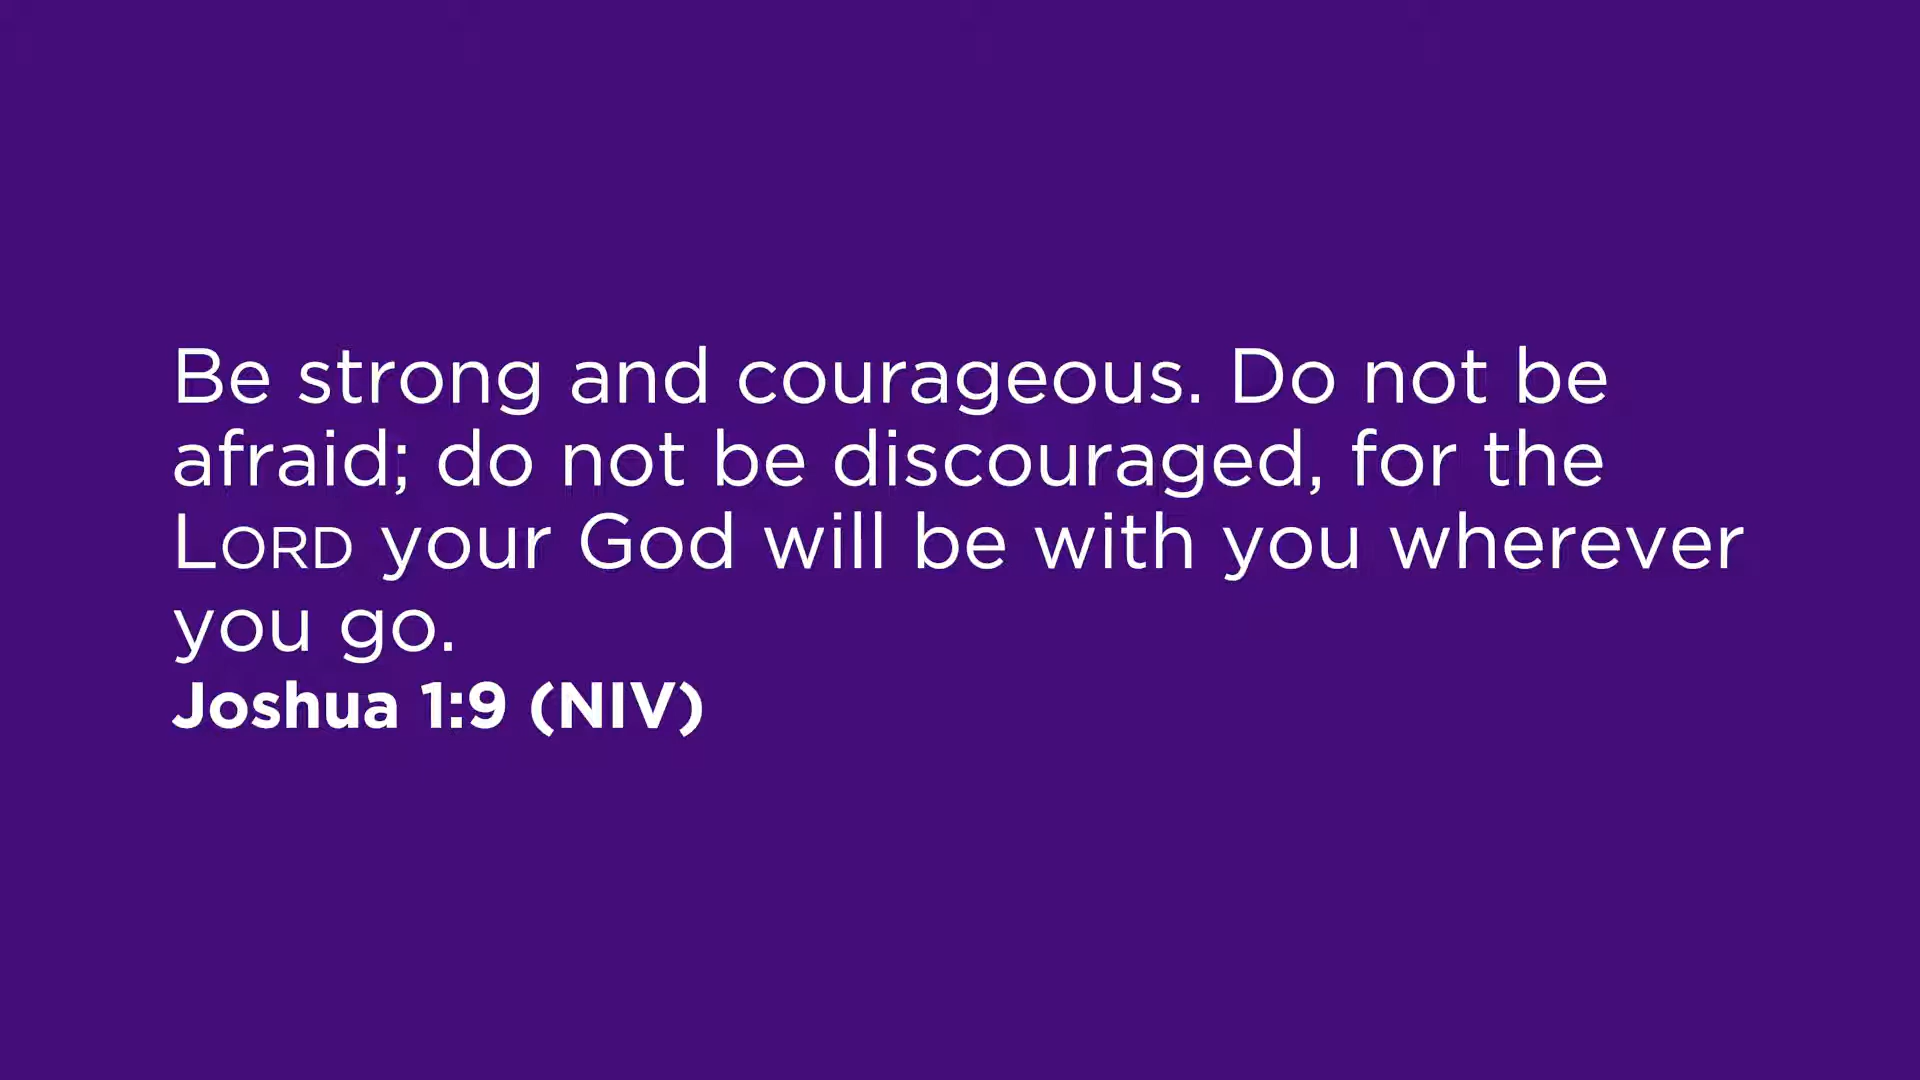 Be strong and courageous. Do not be
afraid; do not be discouraged, for the
LORD your God will be with you wherever
you go.
Joshua 1:9 (NIV)